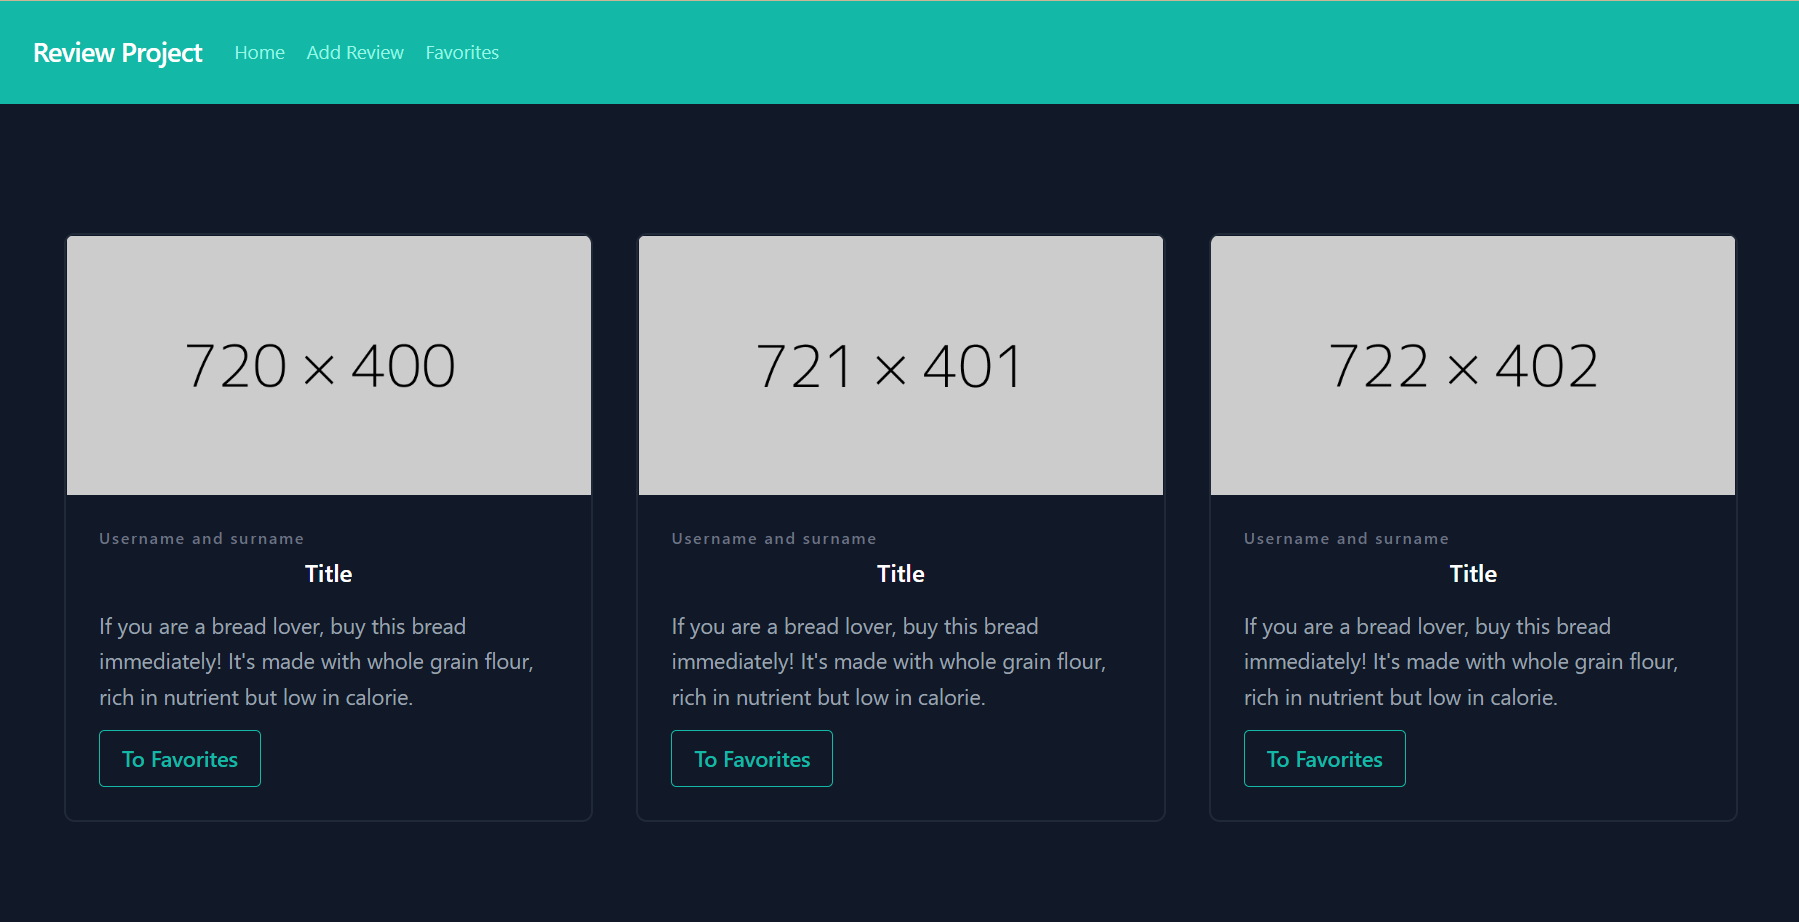 Review Project Home Add Review Favorites
720 × 400
Username and surname
Title
If you are a bread lover, buy this bread
immediately! It's made with whole grain flour,
rich in nutrient but low in calorie.
To Favorites
721 × 401
Username and surname
Title
If you are a bread lover, buy this bread
immediately! It's made with whole grain flour,
rich in nutrient but low in calorie.
To Favorites
722 × 402
Username and surname
Title
If you are a bread lover, buy this bread
immediately! It's made with whole grain flour,
rich in nutrient but low in calorie.
To Favorites